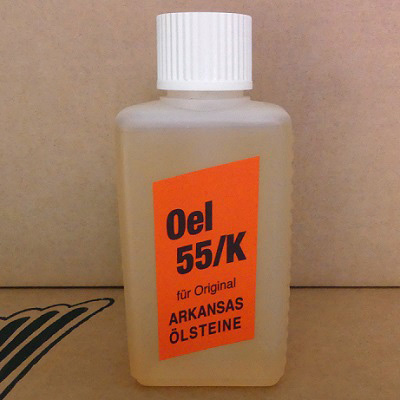 Oel
55/K
für Original
ARKANSAS
ÖLSTEINE